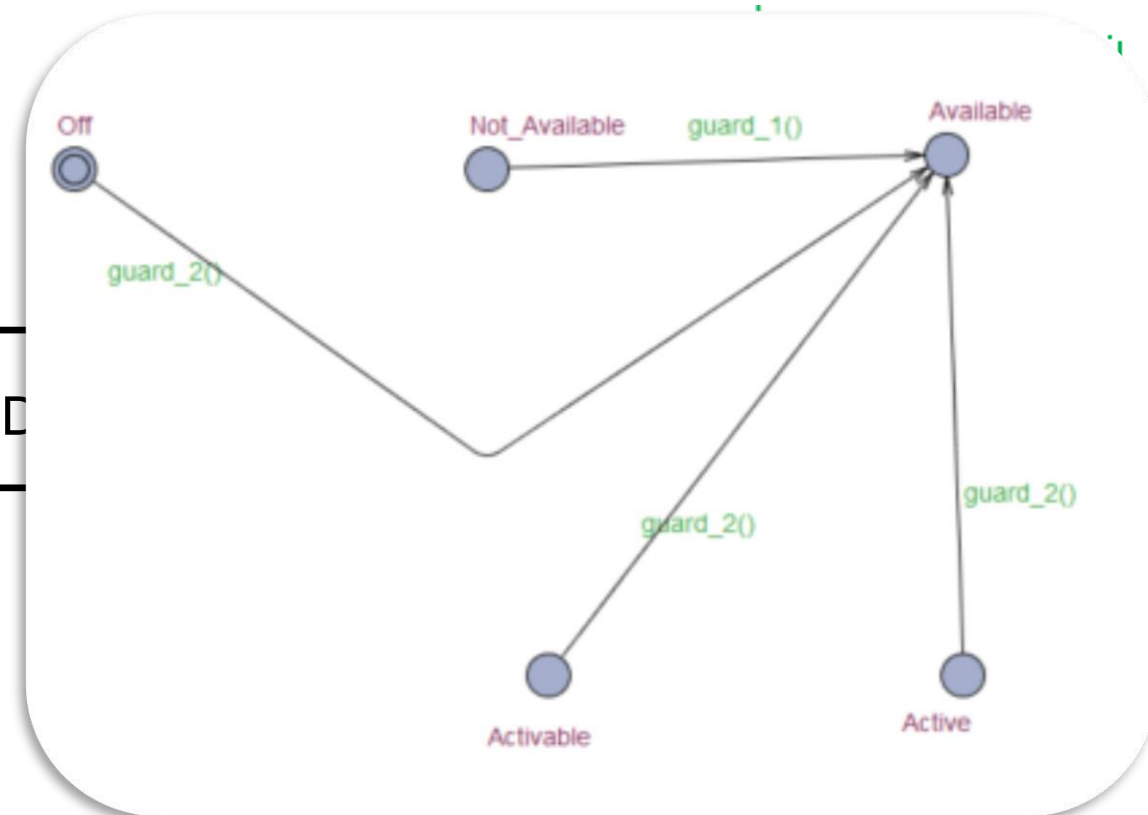 Off
Not_Available
guard_1()
Available
guard_2()
D
guard_2()
guard_2()
Activable
Active